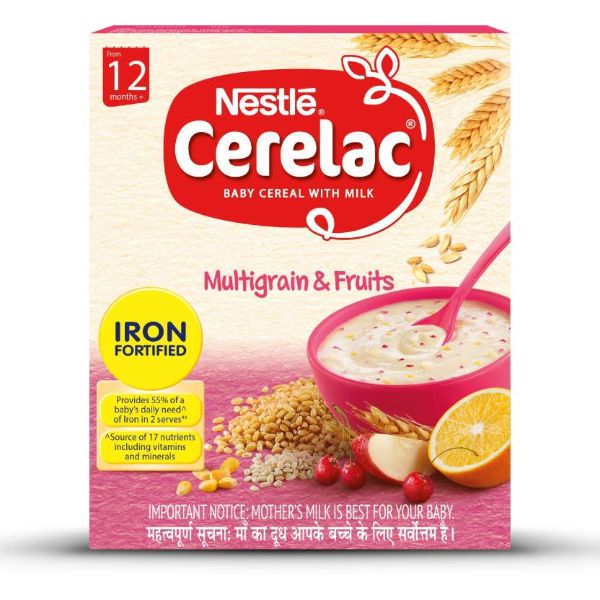 From
12
months +
Nestlé®
Cerelac®
BABY CEREAL WITH MILK
Multigrain & Fruits
IRON
FORTIFIED
Provides 55% of a
baby's daily need^
of Iron in 2 serves**
^Source of 17 nutrients
including vitamins
and minerals
IMPORTANT NOTICE: MOTHER'S MILK IS BEST FOR YOUR BABY.
महत्वपूर्ण सूचना: माँ का दूध आपके बच्चे के लिए सर्वोत्तम है।